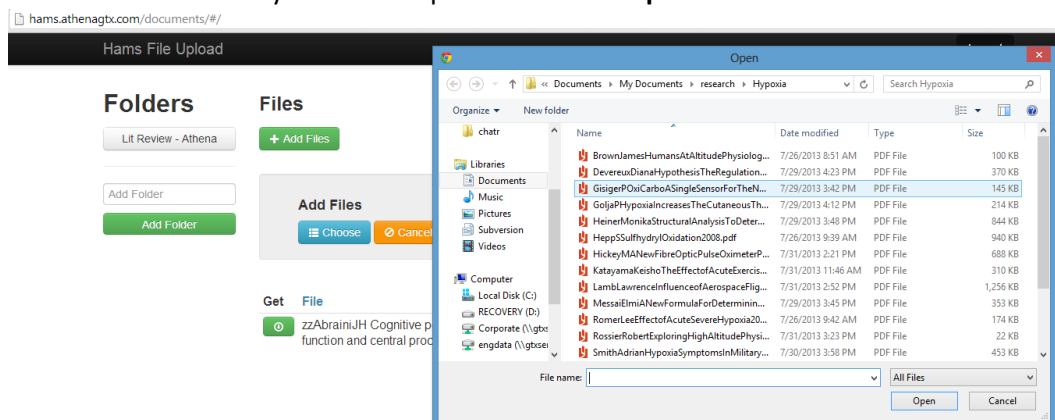 hams.athenagtx.com/documents/#/
Hams File Upload
Folders
Lit Review - Athena
Add Folder
Add Folder
Files
+ Add Files
Add Files
Choose
Cancel
Get File
zzAbrainiJH Cognitive p
function and central proc
Open
« Documents ▸ My Documents ▸ research ▸ Hypoxia
Search Hypoxia
Organize
New folder
chatr
Libraries
Documents
Music
Pictures
Subversion
Videos
Computer
Local Disk (C:)
RECOVERY (D:)
Corporate (\\gtxs
engdata (\\gtxser
Name Date modified Type Size
BrownJamesHumansAtAltitudePhysiolog... 7/26/2013 8:51 AM PDF File 100 KB
DevereuxDianaHypothesisTheRegulation... 7/29/2013 4:23 PM PDF File 370 KB
GisigerPOxiCarboASingleSensorForTheN... 7/29/2013 3:42 PM PDF File 145 KB
GoljaPHypoxiaIncreasesTheCutaneousTh... 7/29/2013 4:12 PM PDF File 214 KB
HeinerMonikaStructuralAnalysisToDeter... 7/29/2013 3:48 PM PDF File 844 KB
HeppSSulfhydrylOxidation2008.pdf 7/26/2013 9:39 AM PDF File 940 KB
HickeyMANewFibreOpticPulseOximeterP... 7/31/2013 2:21 PM PDF File 688 KB
KatayamaKeishoTheEffectofAcuteExercis... 7/31/2013 11:46 AM PDF File 310 KB
LambLawrenceInfluenceofAerospaceFlig... 7/31/2013 2:52 PM PDF File 1,256 KB
MessaiElmiANewFormulaForDeterminin... 7/29/2013 3:45 PM PDF File 353 KB
RomerLeeEffectofAcuteSevereHypoxia20... 7/26/2013 9:42 AM PDF File 174 KB
RossierRobertExploringHighAltitudePhysi... 7/31/2013 3:23 PM PDF File 22 KB
SmithAdrianHypoxiaSymptomsInMilitary... 7/30/2013 3:58 PM PDF File 453 KB
File name:
All Files
Open
Cancel